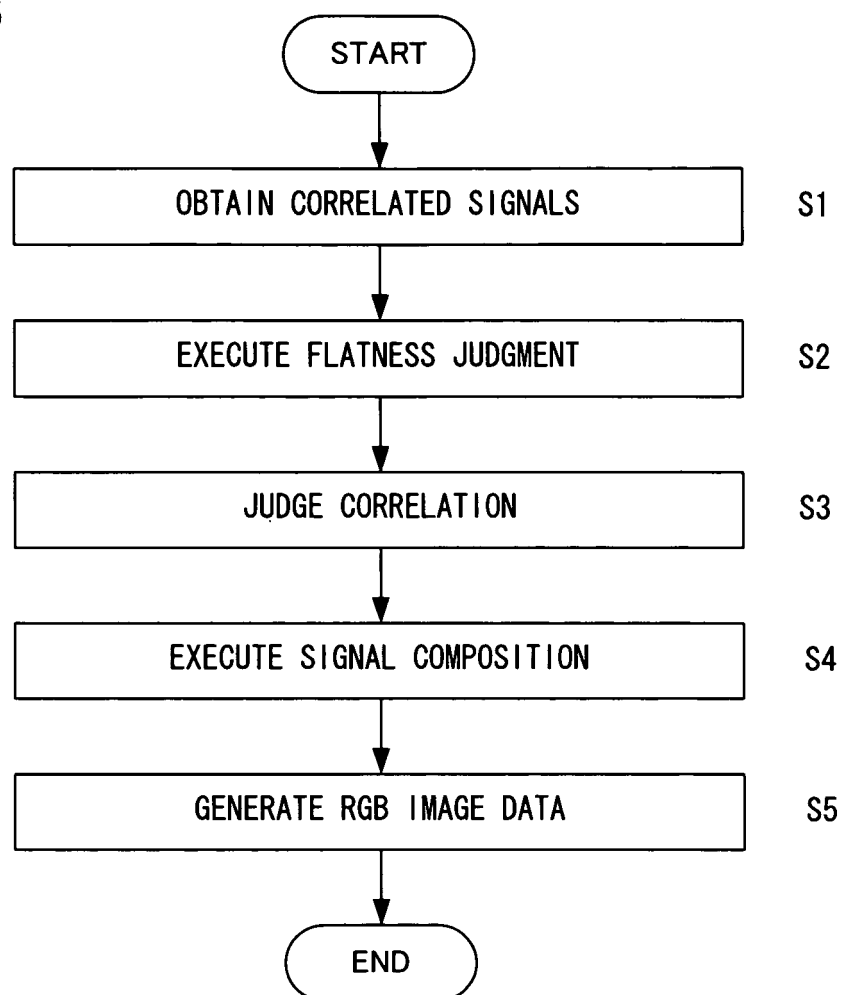 START
OBTAIN CORRELATED SIGNALS S1
EXECUTE FLATNESS JUDGMENT S2
JUDGE CORRELATION S3
EXECUTE SIGNAL COMPOSITION S4
GENERATE RGB IMAGE DATA S5
END